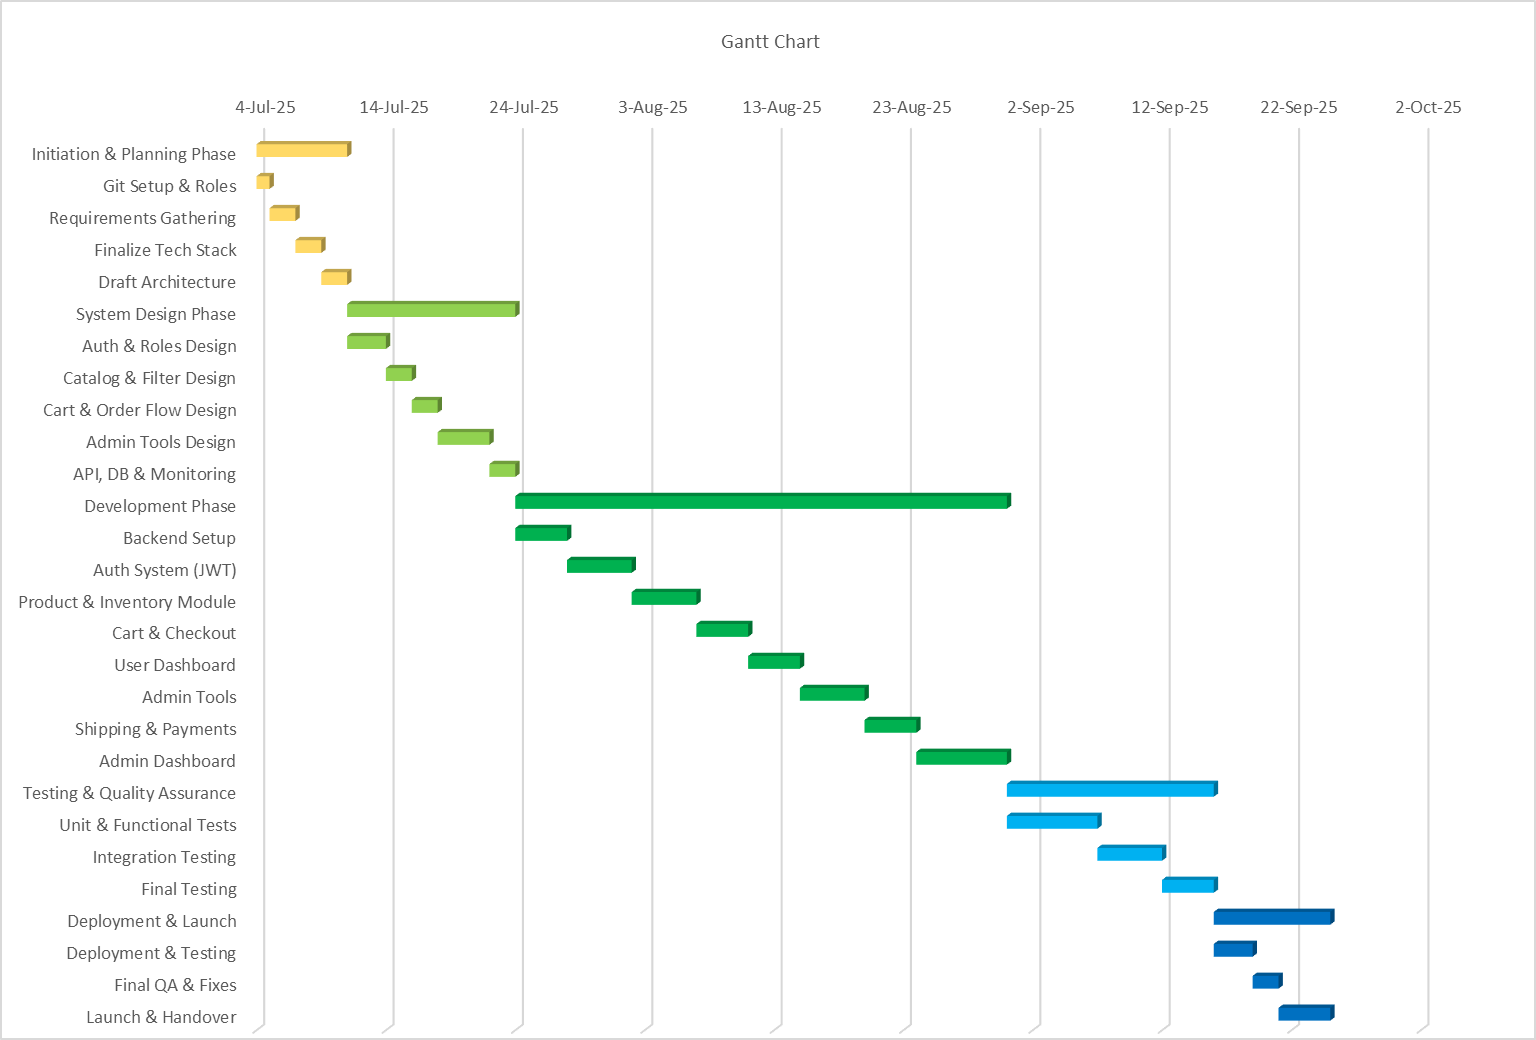 Gantt Chart
4-Jul-25 14-Jul-25 24-Jul-25 3-Aug-25 13-Aug-25 23-Aug-25 2-Sep-25 12-Sep-25 22-Sep-25 2-Oct-25
Initiation & Planning Phase
Git Setup & Roles
Requirements Gathering
Finalize Tech Stack
Draft Architecture
System Design Phase
Auth & Roles Design
Catalog & Filter Design
Cart & Order Flow Design
Admin Tools Design
API, DB & Monitoring
Development Phase
Backend Setup
Auth System (JWT)
Product & Inventory Module
Cart & Checkout
User Dashboard
Admin Tools
Shipping & Payments
Admin Dashboard
Testing & Quality Assurance
Unit & Functional Tests
Integration Testing
Final Testing
Deployment & Launch
Deployment & Testing
Final QA & Fixes
Launch & Handover